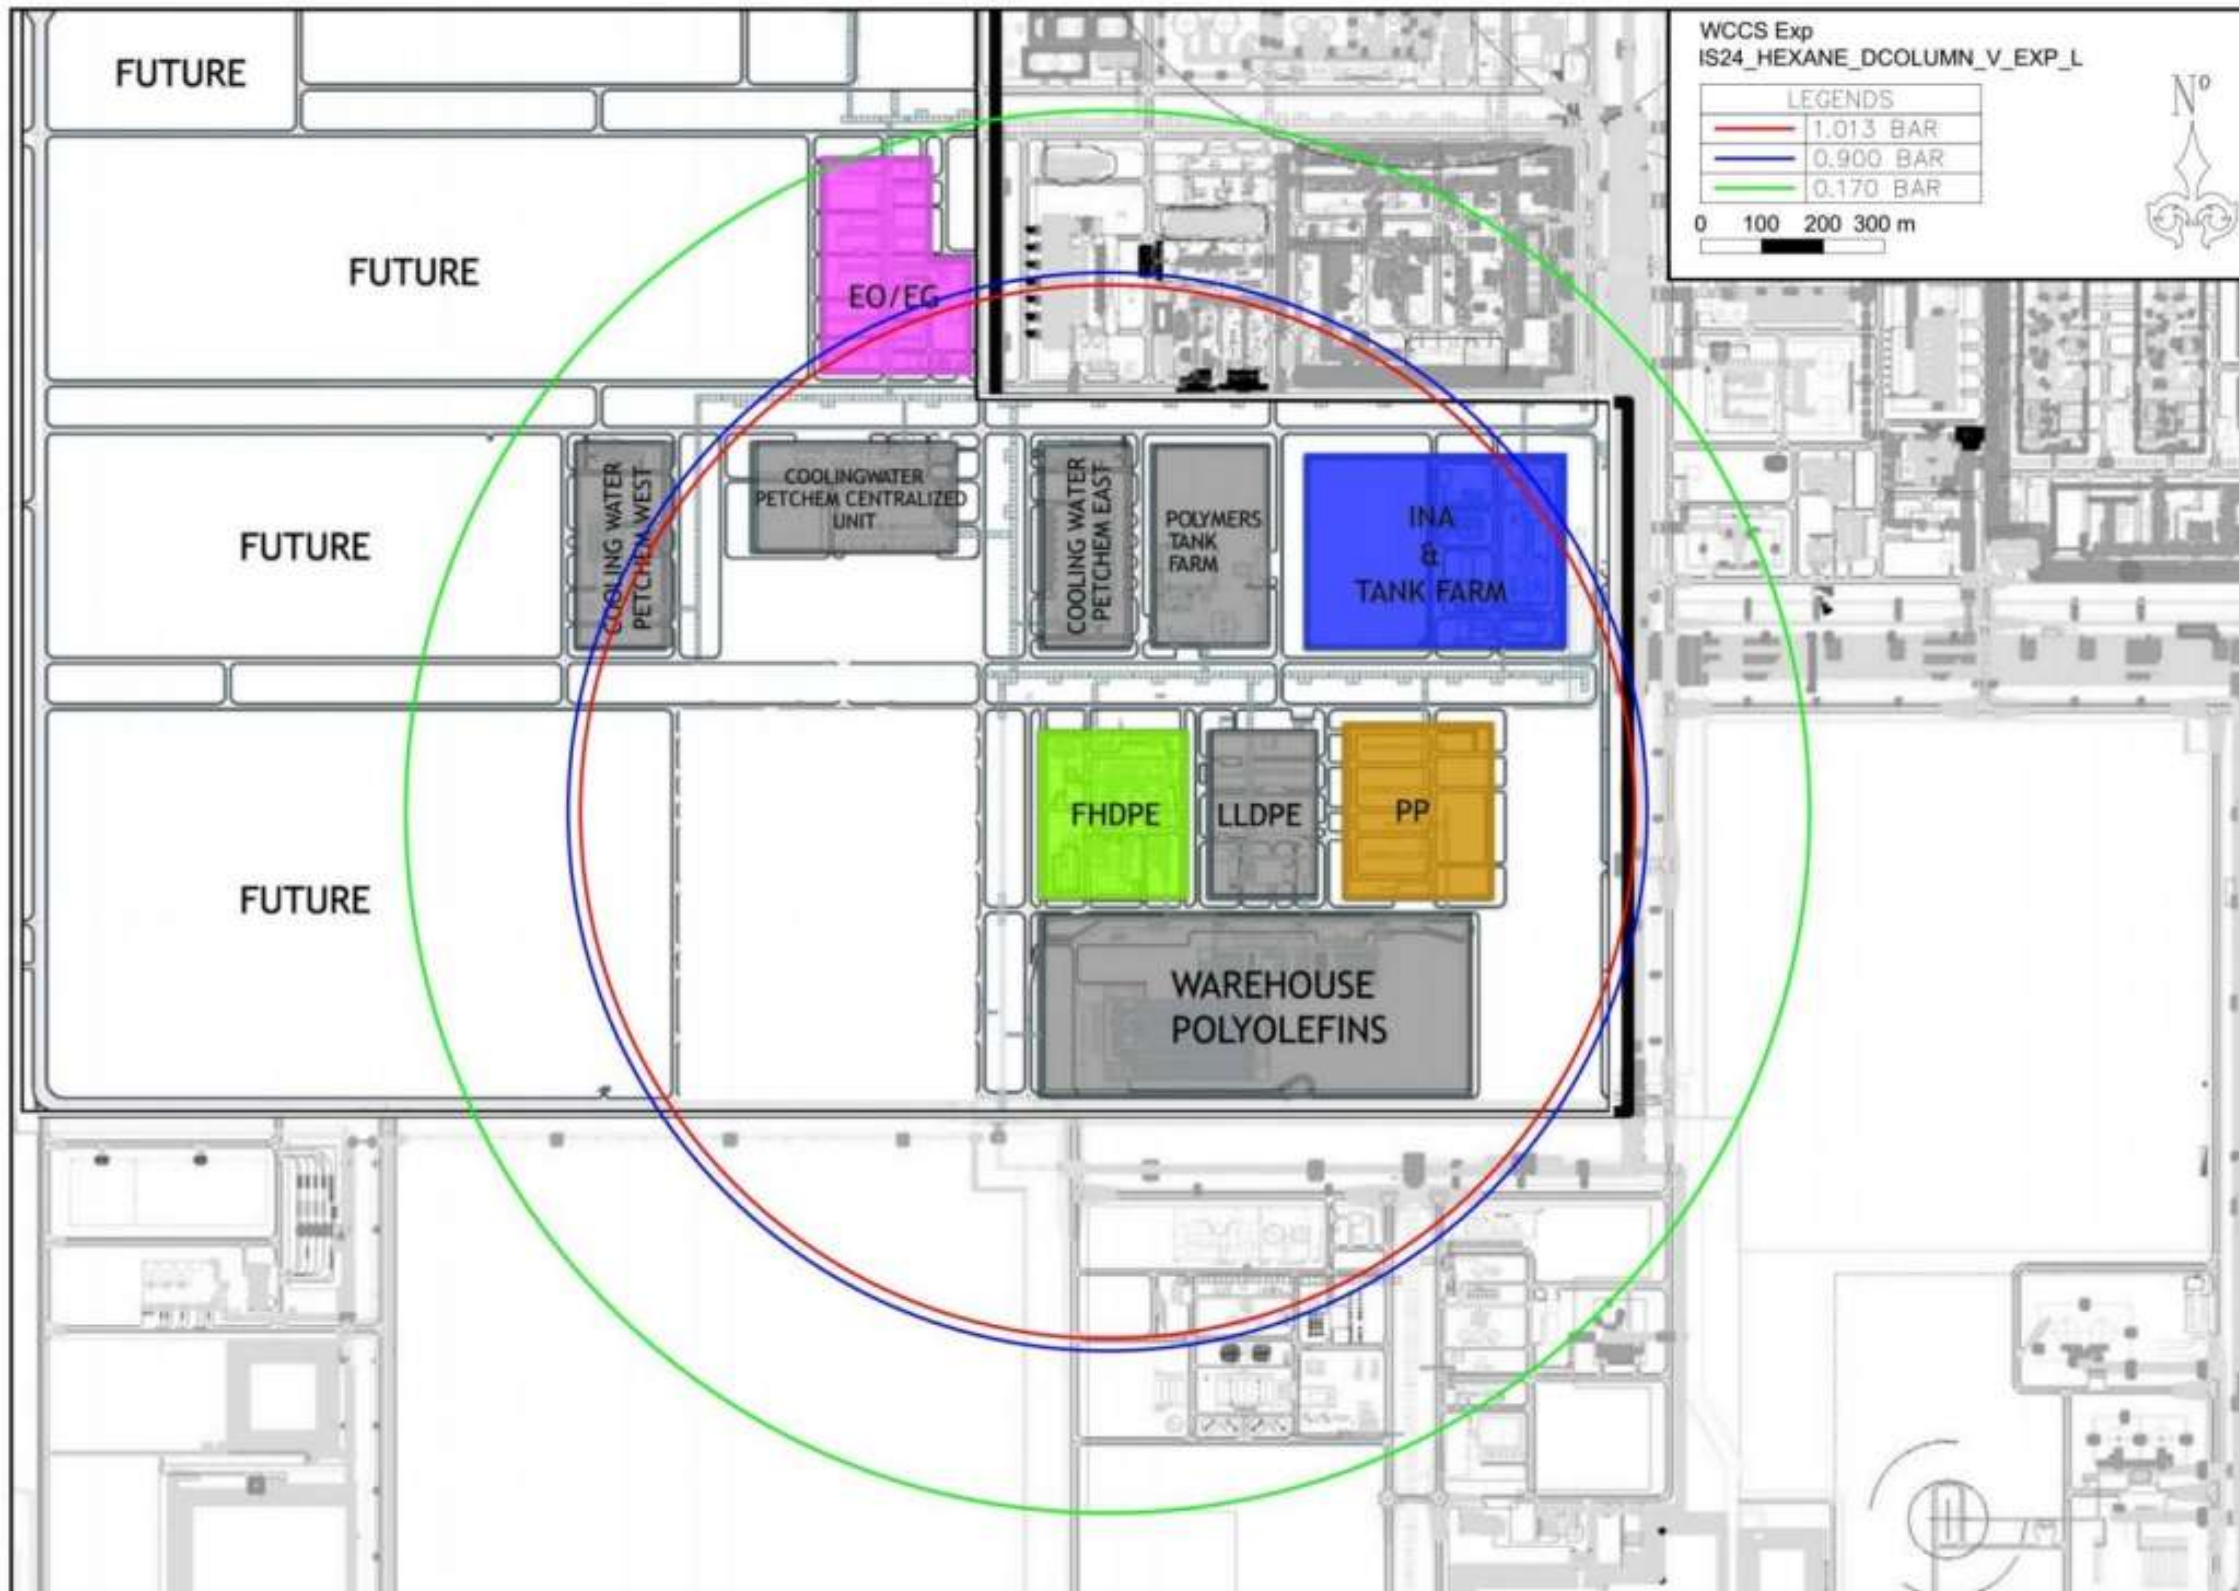 WCCS Exp
IS24_HEXANE_DCOLUMN_V_EXP_L
LEGENDS
1.013 BAR
0.900 BAR
0.170 BAR
0 100 200 300 m
N⁰
FUTURE
FUTURE
EO/EG
FUTURE
COOLING WATER
PETCHEM WEST
COOLINGWATER
PETCHEM CENTRALIZED
UNIT
COOLING WATER
PETCHEM EAST
POLYMERS
TANK
FARM
INA
&
TANK FARM
FUTURE
FHDPE
LLDPE
PP
WAREHOUSE
POLYOLEFINS